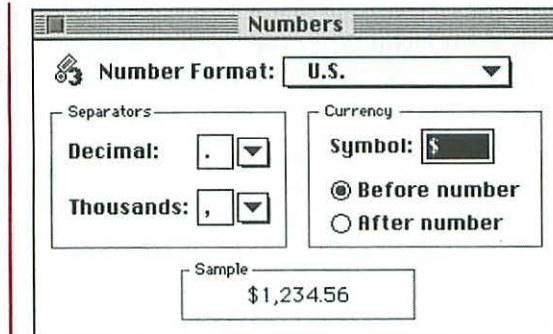 Numbers
Number Format: U.S.
Separators
Decimal: .
Thousands: ,
Currency
Symbol: $
Before number
After number
Sample
$1,234.56